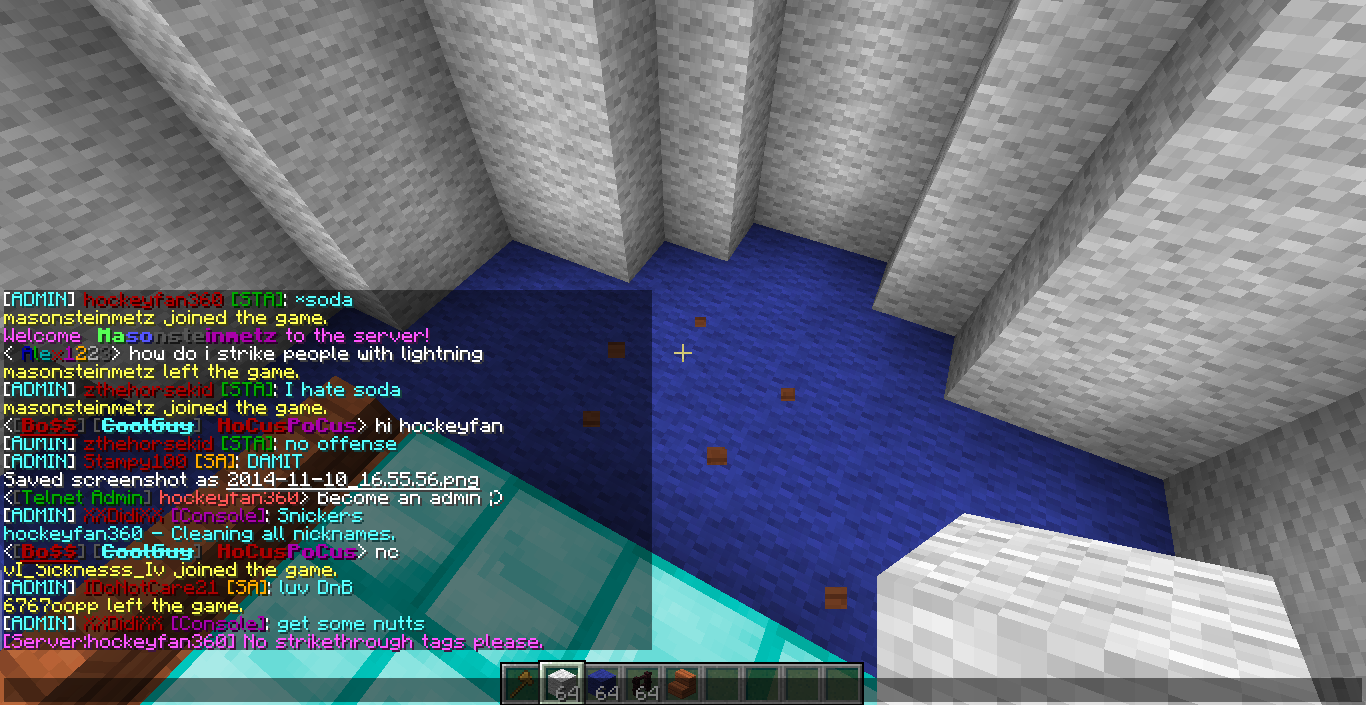 [ADMIN] hockeyfan360 [STA]: *soda
masonsteinmetz joined the game.
Welcome Masonsteinmetz to the server!
< Alex1223> how do i strike people with lightning
masonsteinmetz left the game.
[ADMIN] zthehorsekid [STA]: I hate soda
masonsteinmetz joined the game.
<[Bo$$] [CoolGuy] HoCusPoCus> hi hockeyfan
[ADMIN] zthehorsekid [STA]: no offense
[ADMIN] Stampy100 [SA]: DAMIT
Saved screenshot as 2014-11-10_16.55.56.png
<[Telnet Admin] hockeyfan360> Become an admin ;D
[ADMIN] XXDidiXX [Console]: Snickers
hockeyfan360 - Cleaning all nicknames.
<[Bo$$] [CoolGuy] HoCusPoCus> nc
vI_Sicknesss_Iv joined the game.
[ADMIN] IDoNotCare21 [SA]: luv DnB
6767oopp left the game.
[ADMIN] XXDidiXX [Console]: get some nutts
[Server:hockeyfan360] No strikethrough tags please.
64 64 64